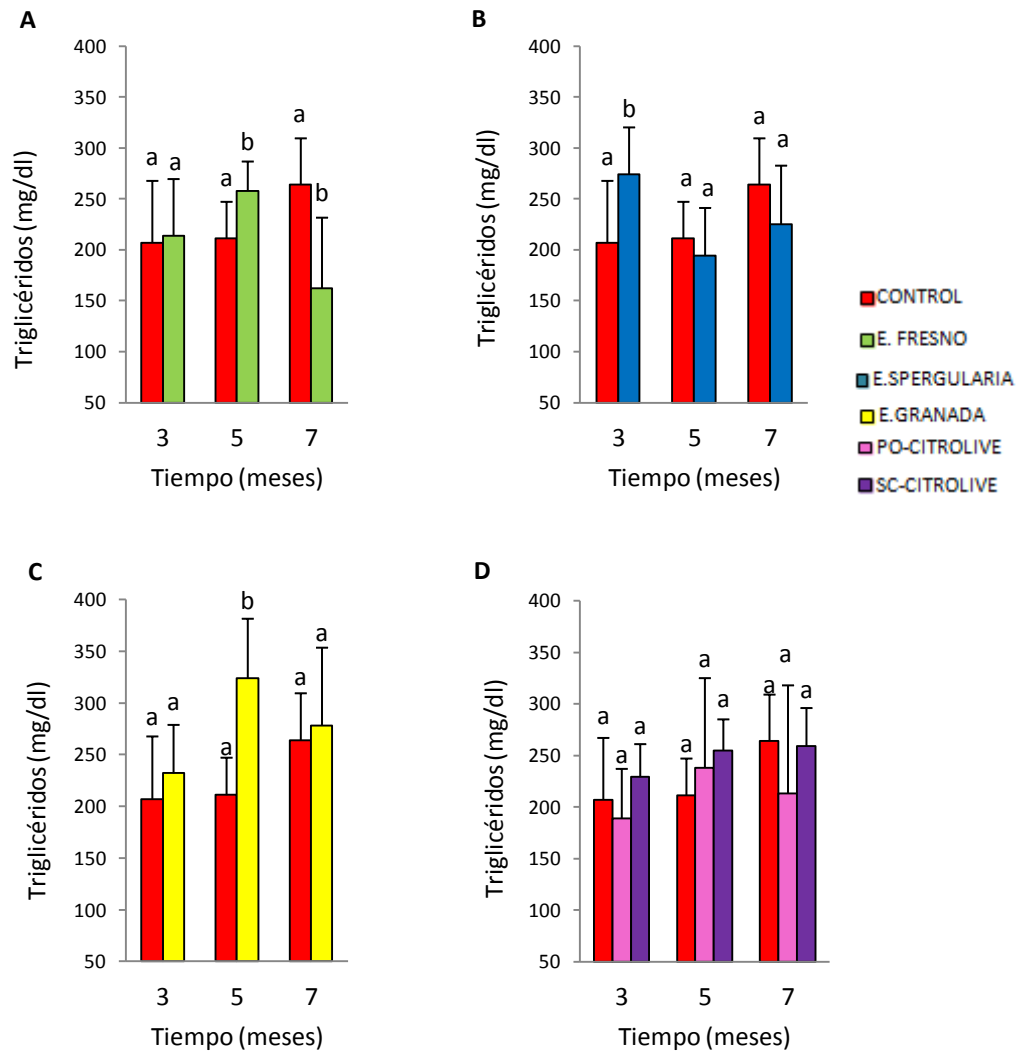 A
Triglicéridos (mg/dl)
400
350
300
250
200
150
100
50
a a a b a b
3 5 7
Tiempo (meses)
B
Triglicéridos (mg/dl)
400
350
300
250
200
150
100
50
a b a a a a
3 5 7
Tiempo (meses)
CONTROL
E. FRESNO
E.SPERGULARIA
E.GRANADA
PO-CITROLIVE
SC-CITROLIVE
C
Triglicéridos (mg/dl)
400
350
300
250
200
150
100
50
a a a b a a
3 5 7
Tiempo (meses)
D
Triglicéridos (mg/dl)
400
350
300
250
200
150
100
50
a a a a a a a a a
3 5 7
Tiempo (meses)